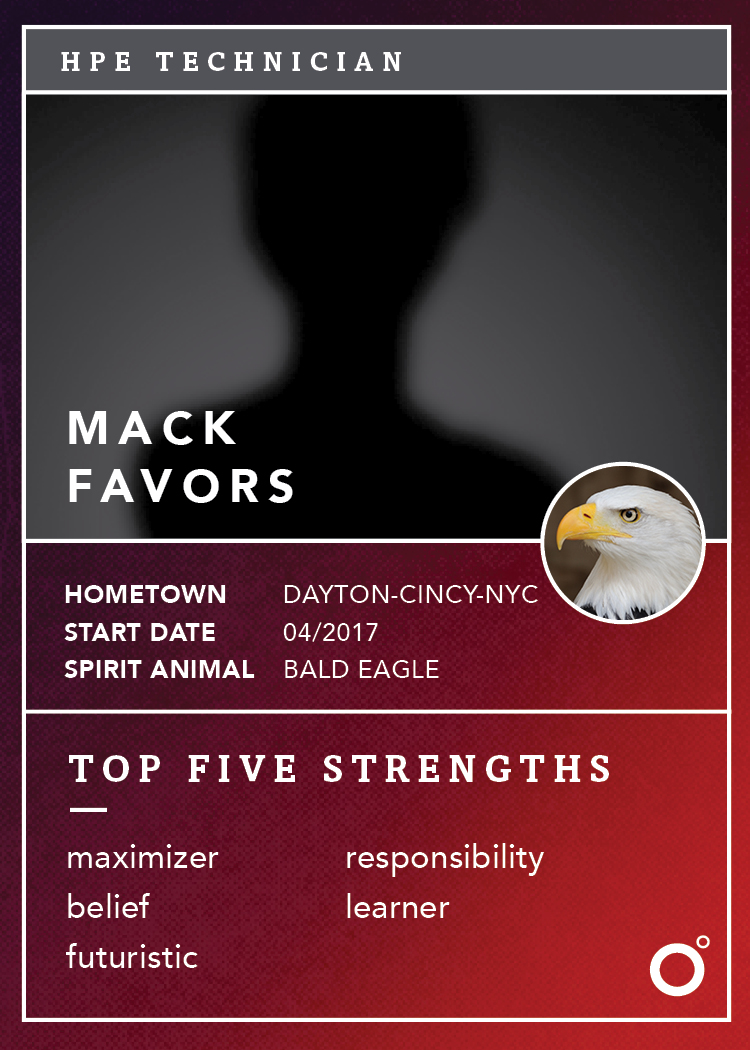 HPE TECHNICIAN
MACK
FAVORS
HOMETOWN DAYTON-CINCY-NYC
START DATE 04/2017
SPIRIT ANIMAL BALD EAGLE
TOP FIVE STRENGTHS
maximizer responsibility
belief learner
futuristic